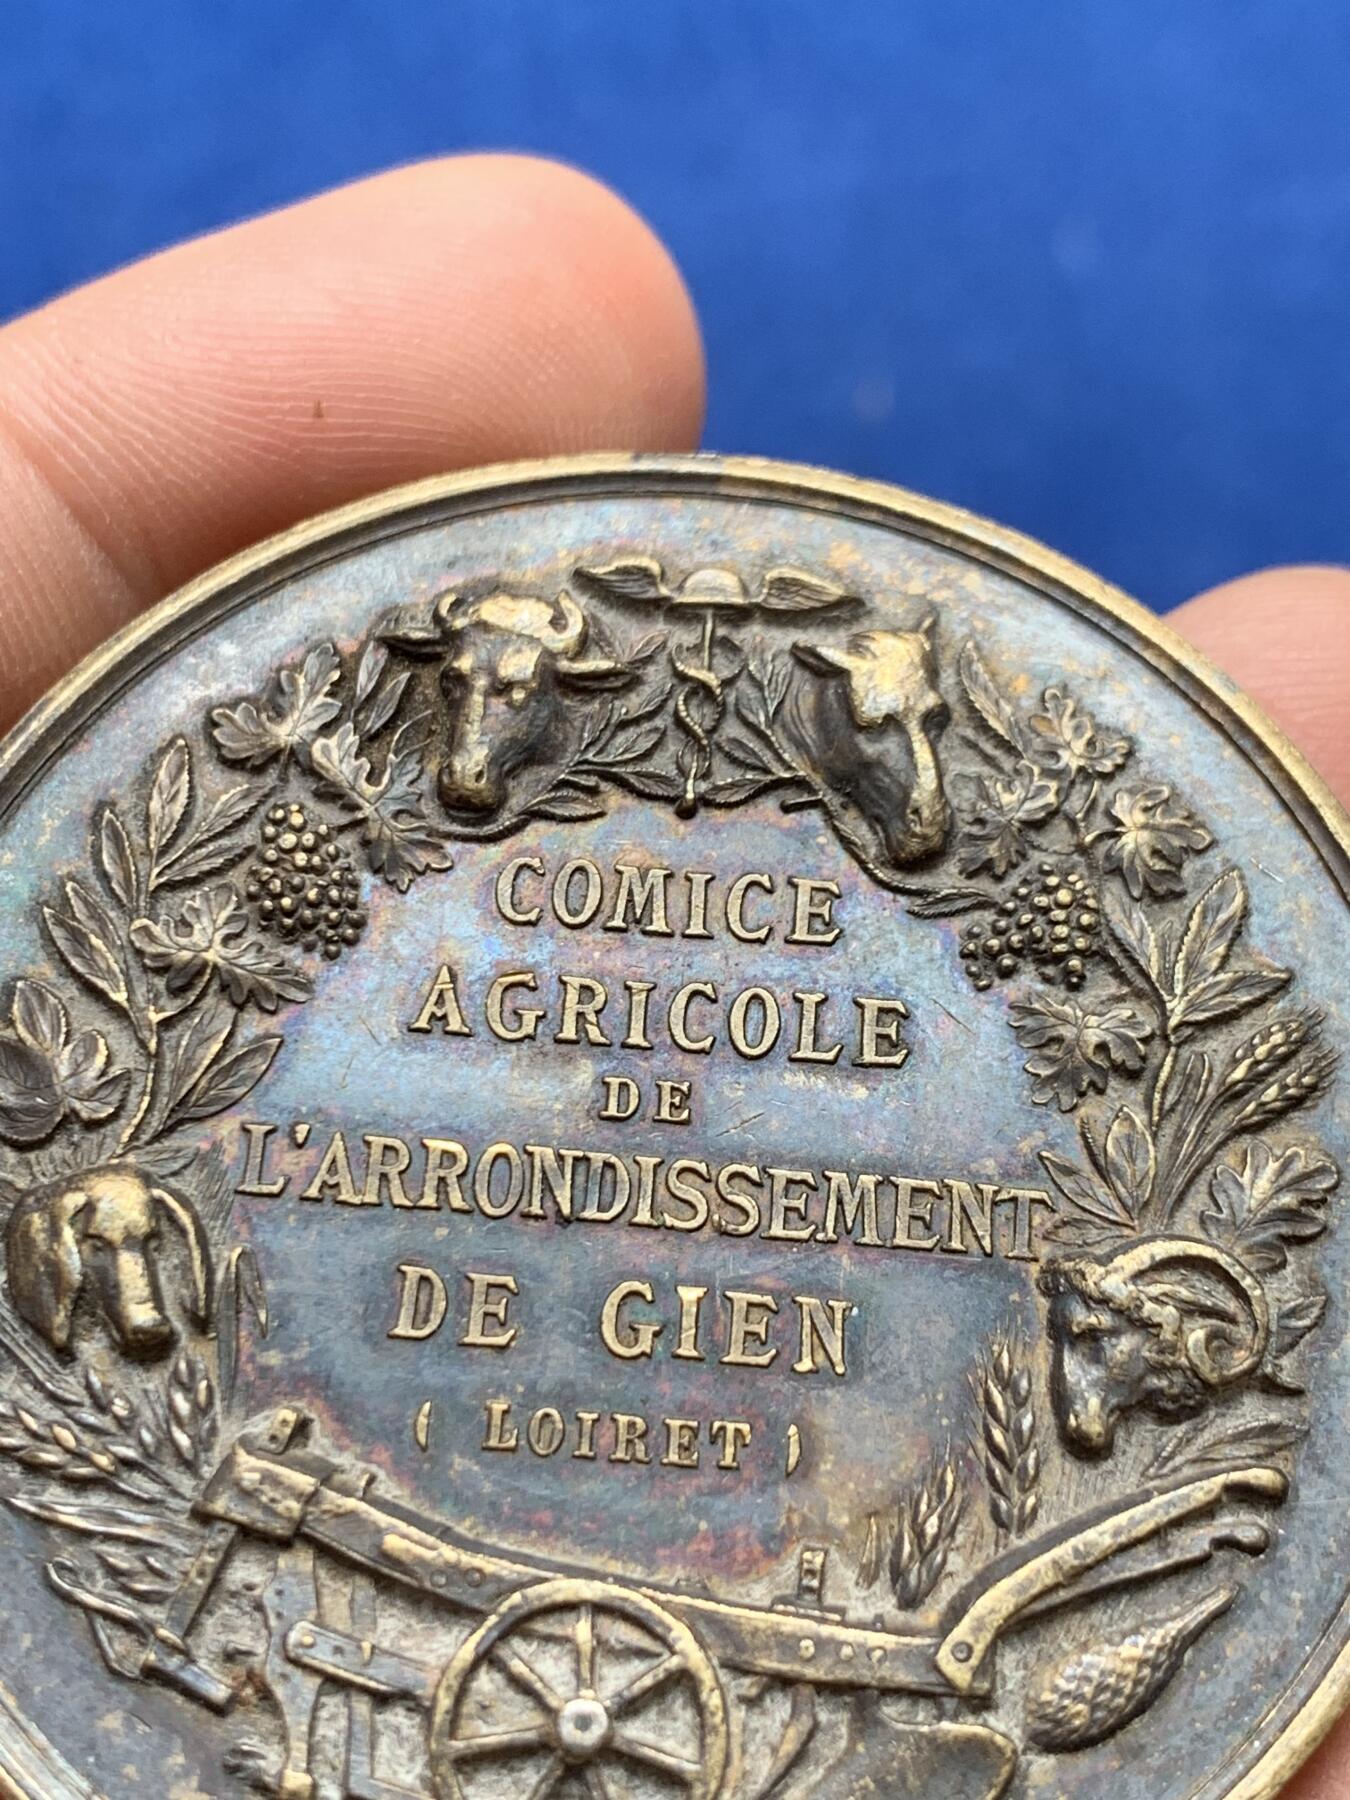 COMICE
AGRICOLE
DE
L'ARRONDISSEMENT
DE GIEN
( LOIRET )